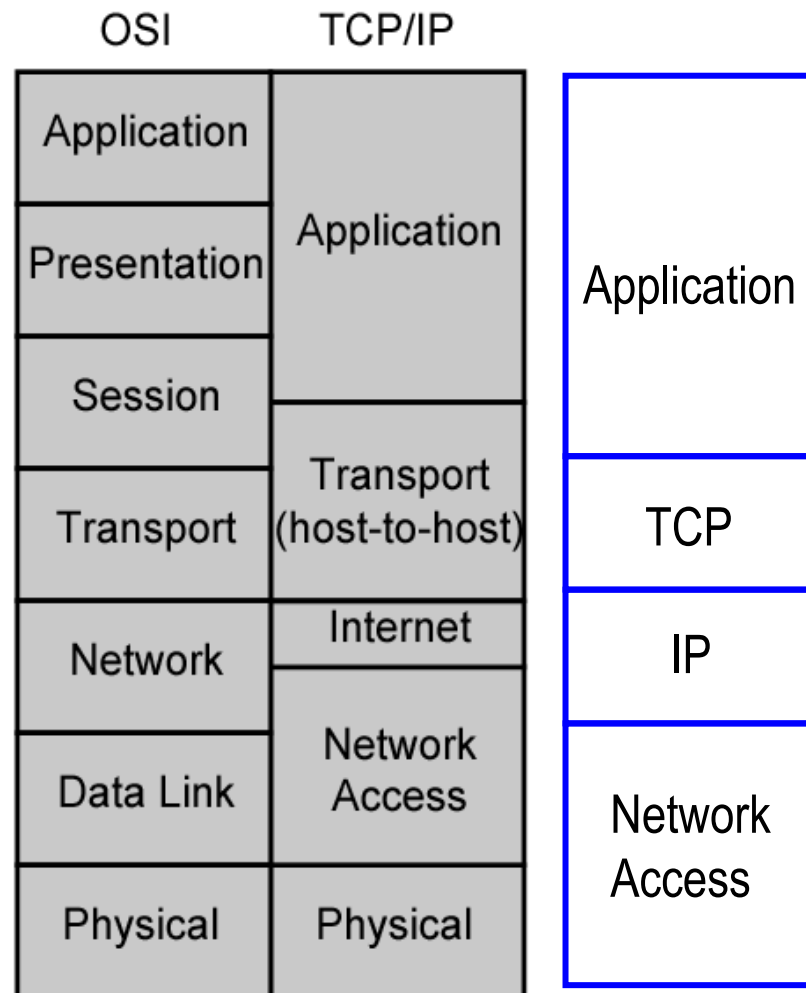 OSI
TCP/IP
Application
Presentation
Session
Transport
Network
Data Link
Physical
Application
Transport
(host-to-host)
Internet
Network
Access
Physical
Application
TCP
IP
Network
Access